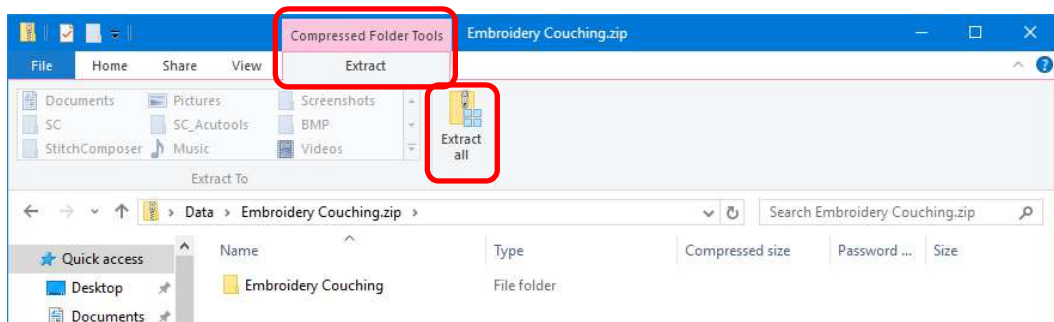 Compressed Folder Tools Embroidery Couching.zip
File Home Share View Extract
Documents Pictures Screenshots
SC SC_Acutools BMP
StitchComposer Music Videos
Extract
all
Extract To
Data > Embroidery Couching.zip > Search Embroidery Couching.zip
Quick access Name Type Compressed size Password ... Size
Desktop Embroidery Couching File folder
Documents